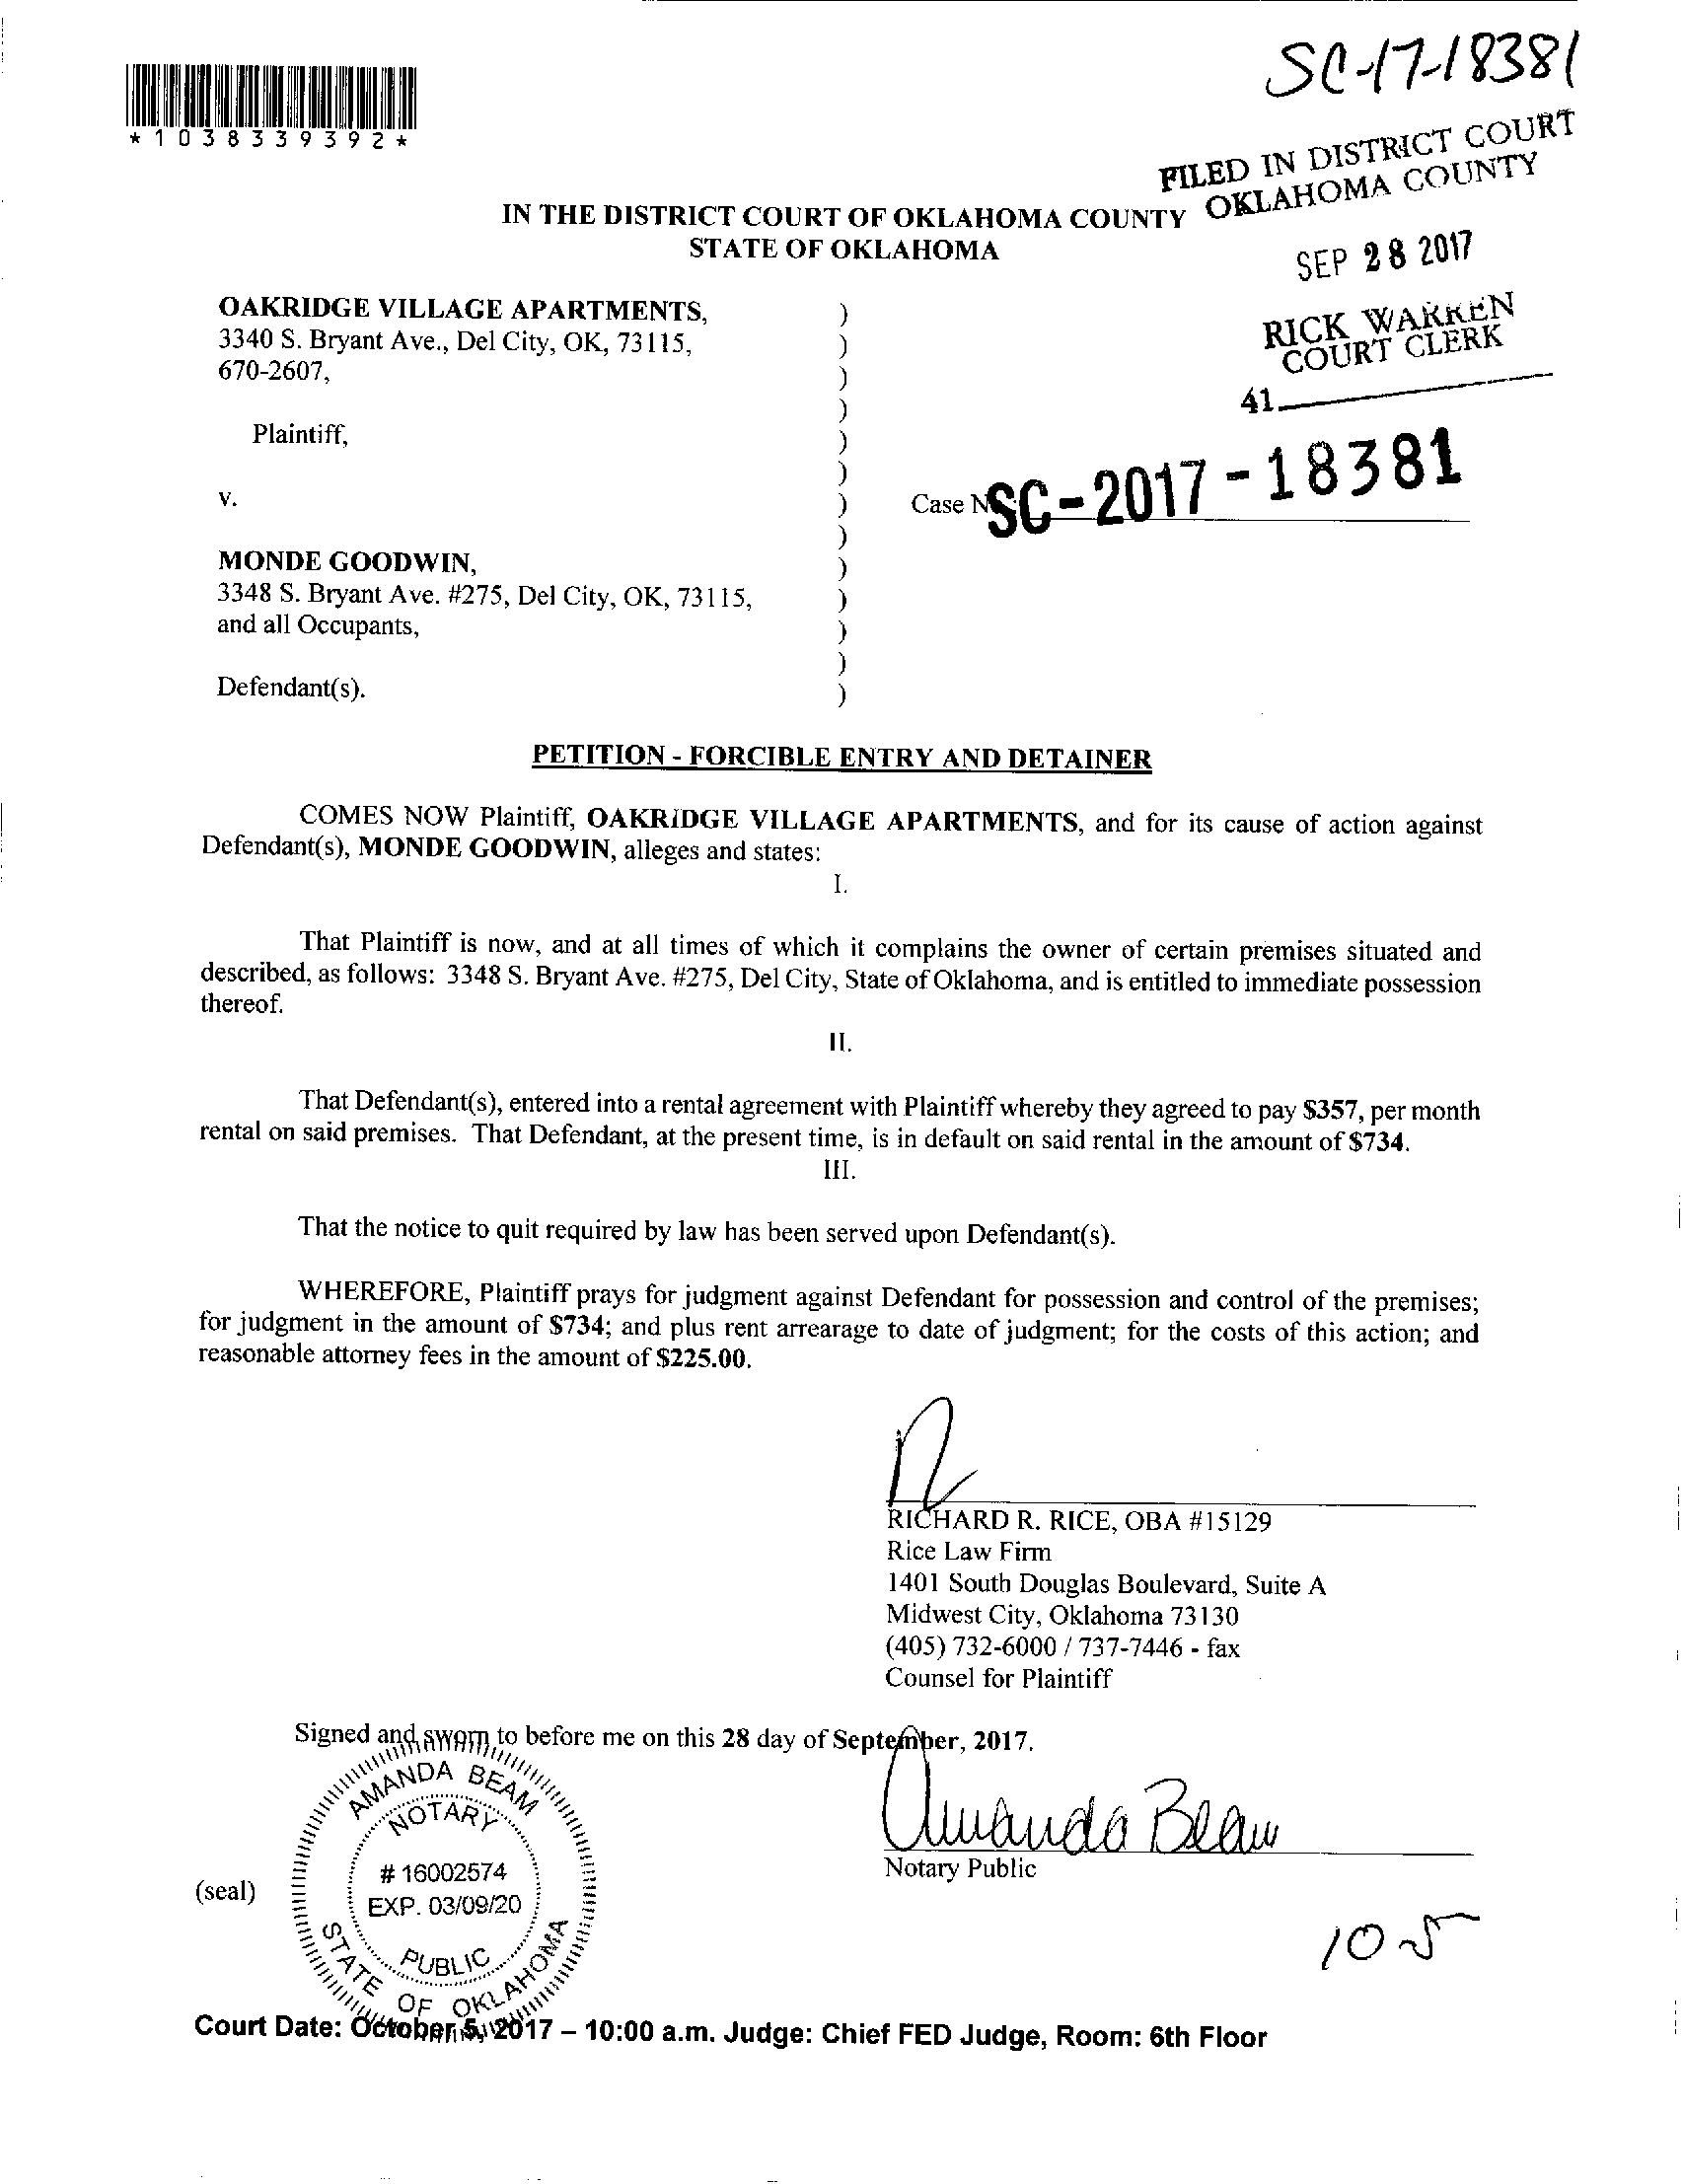 SC-17-18381
*1038339392*
FILED IN DISTRICT COURT
OKLAHOMA COUNTY
IN THE DISTRICT COURT OF OKLAHOMA COUNTY
STATE OF OKLAHOMA
SEP 28 2017
OAKRIDGE VILLAGE APARTMENTS, )
3340 S. Bryant Ave., Del City, OK, 73115, )
670-2607, )
RICK WARREN
COURT CLERK
41
)
Plaintiff, )
)
v. )
Case No SC-2017-18381
)
MONDE GOODWIN, )
3348 S. Bryant Ave. #275, Del City, OK, 73115, )
and all Occupants, )
)
Defendant(s). )
PETITION - FORCIBLE ENTRY AND DETAINER
COMES NOW Plaintiff, OAKRIDGE VILLAGE APARTMENTS, and for its cause of action against
Defendant(s), MONDE GOODWIN, alleges and states:
I.
That Plaintiff is now, and at all times of which it complains the owner of certain premises situated and
described, as follows: 3348 S. Bryant Ave. #275, Del City, State of Oklahoma, and is entitled to immediate possession
thereof.
II.
That Defendant(s), entered into a rental agreement with Plaintiff whereby they agreed to pay $357, per month
rental on said premises. That Defendant, at the present time, is in default on said rental in the amount of $734.
III.
That the notice to quit required by law has been served upon Defendant(s).
WHEREFORE, Plaintiff prays for judgment against Defendant for possession and control of the premises;
for judgment in the amount of $734; and plus rent arrearage to date of judgment; for the costs of this action; and
reasonable attorney fees in the amount of $225.00.
RICHARD R. RICE, OBA #15129
Rice Law Firm
1401 South Douglas Boulevard, Suite A
Midwest City, Oklahoma 73130
(405) 732-6000 / 737-7446 - fax
Counsel for Plaintiff
Signed and sworn to before me on this 28 day of September, 2017.
AMANDA BEAM
NOTARY
# 16002574
EXP. 03/09/20
PUBLIC
STATE OF OKLAHOMA
(seal)
Amanda Beam
Notary Public
10-5
Court Date: October 5, 2017 – 10:00 a.m. Judge: Chief FED Judge, Room: 6th Floor